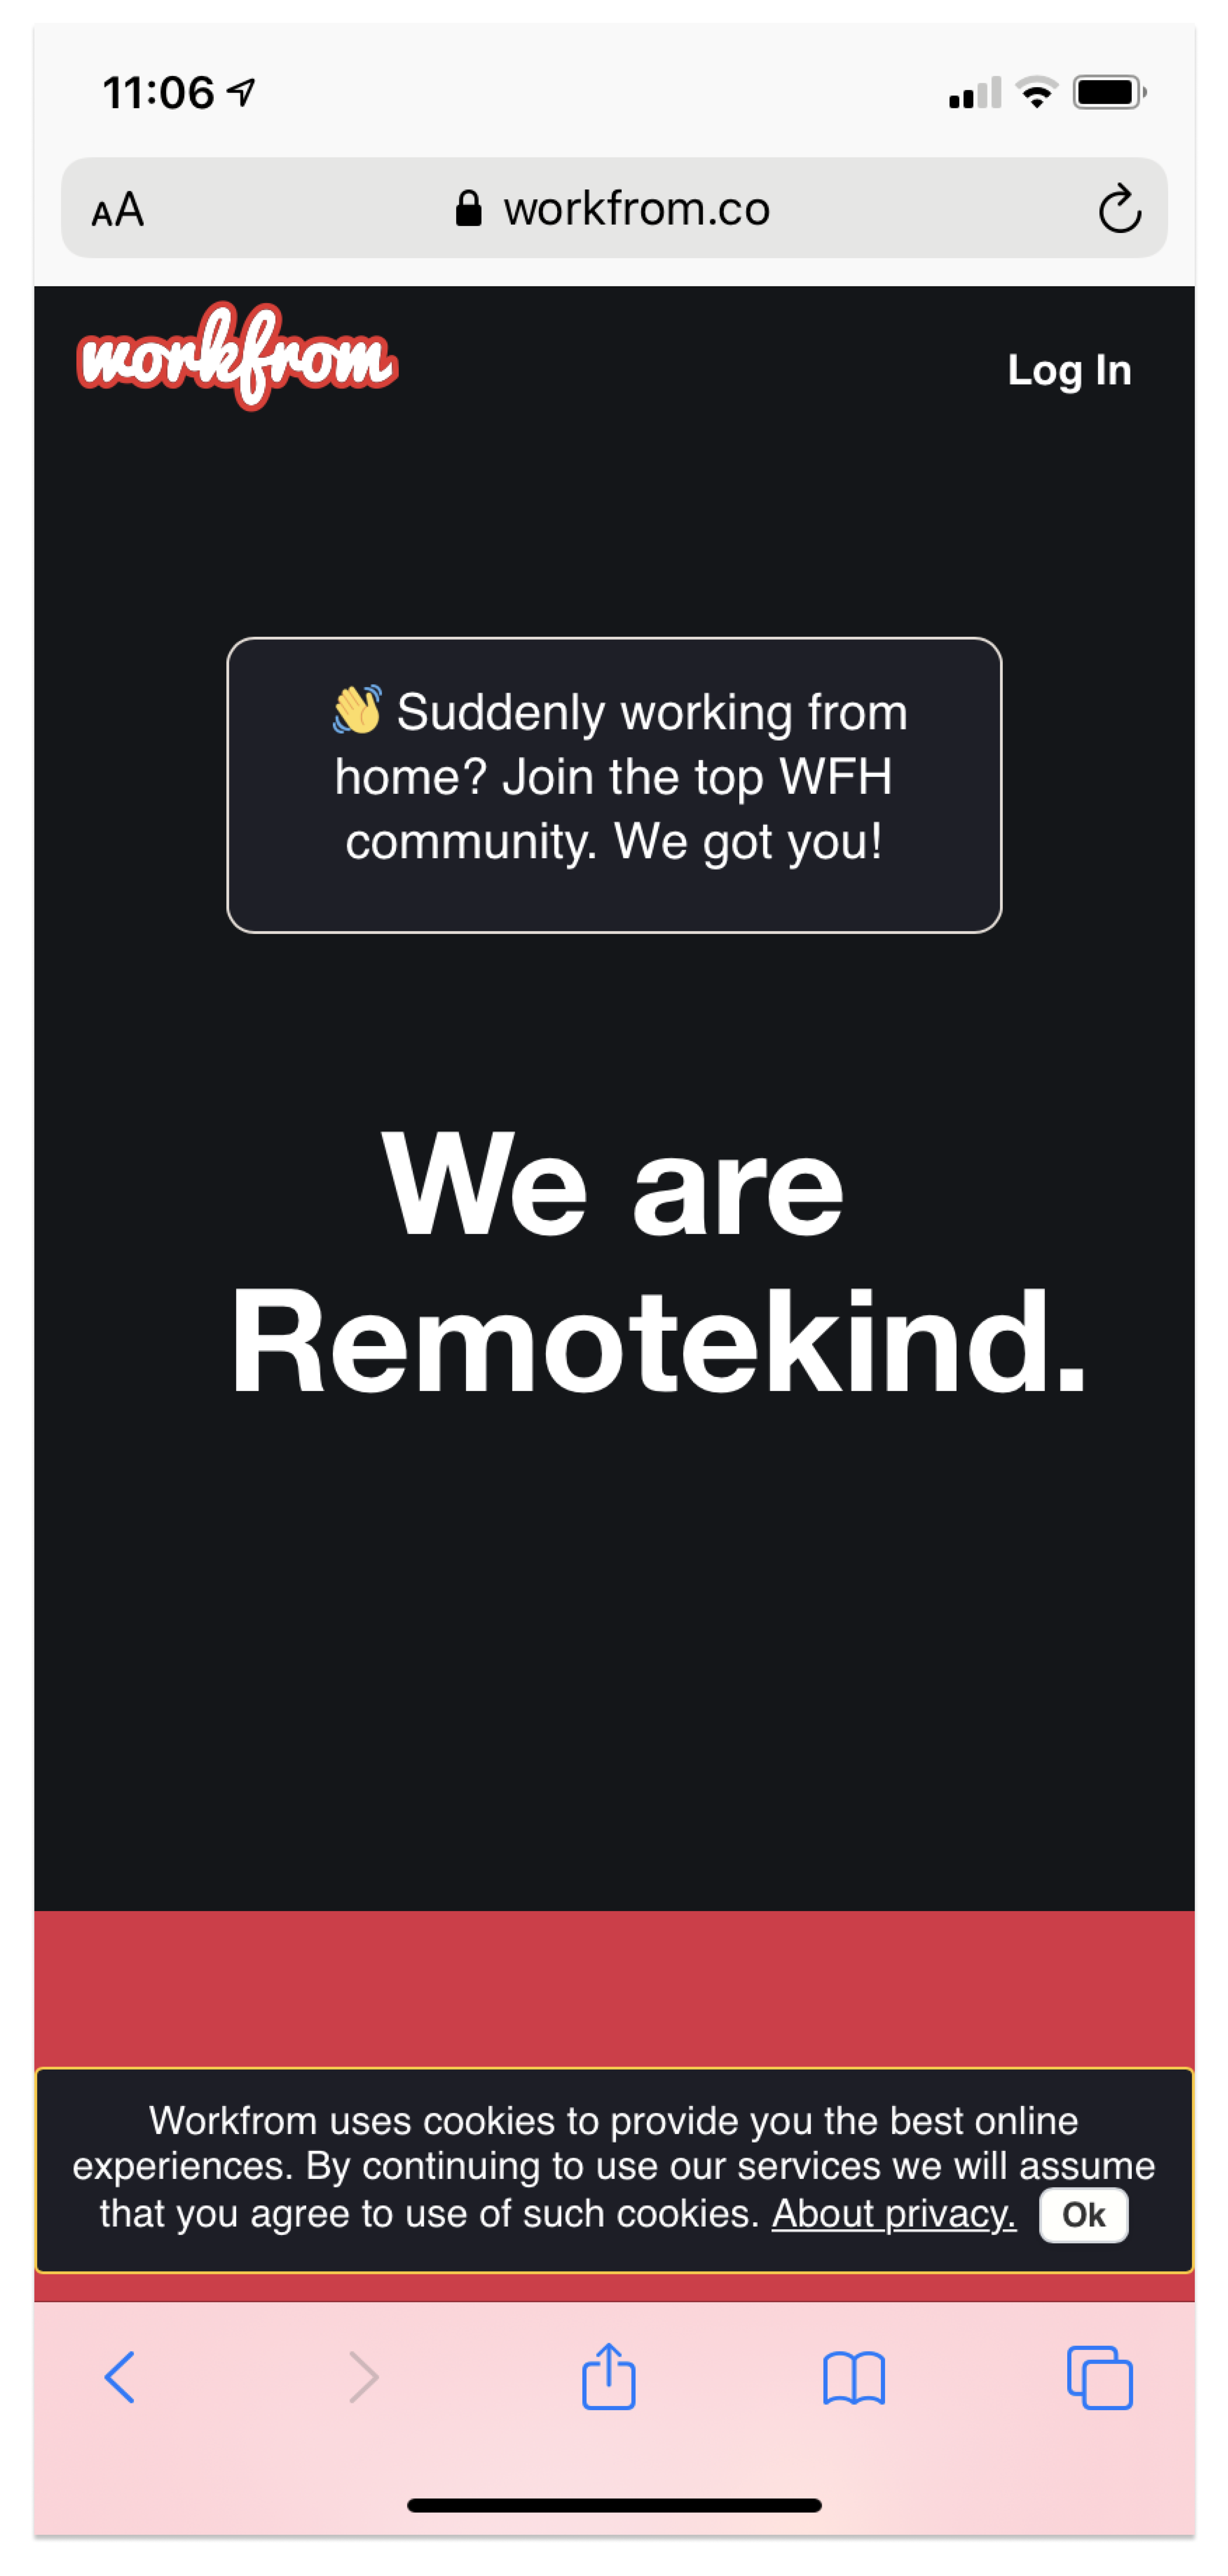 11:06
AA workfrom.co
workfrom
Log In
👋 Suddenly working from
home? Join the top WFH
community. We got you!
We are
Remotekind.
Workfrom uses cookies to provide you the best online
experiences. By continuing to use our services we will assume
that you agree to use of such cookies. About privacy. Ok